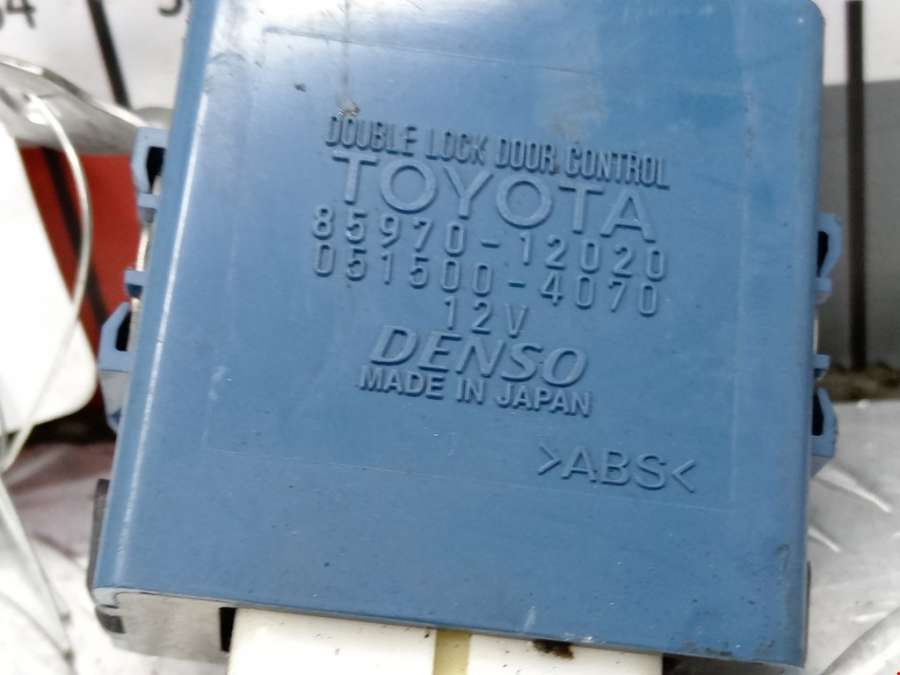 DOUBLE LOCK DOOR CONTROL
TOYOTA
85970-12020
051500-4070
12V
DENSO
MADE IN JAPAN
>ABS<